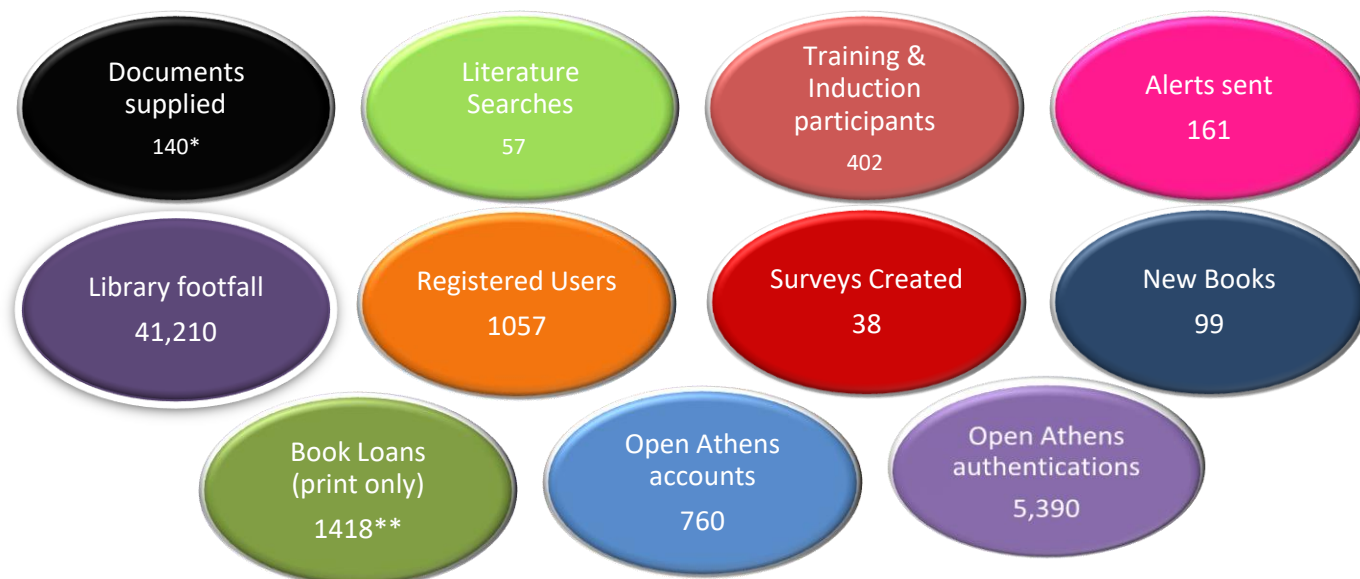 Documents
supplied
140*
Literature
Searches
57
Training &
Induction
participants
402
Alerts sent
161
Library footfall
41,210
Registered Users
1057
Surveys Created
38
New Books
99
Book Loans
(print only)
1418**
Open Athens
accounts
760
Open Athens
authentications
5,390